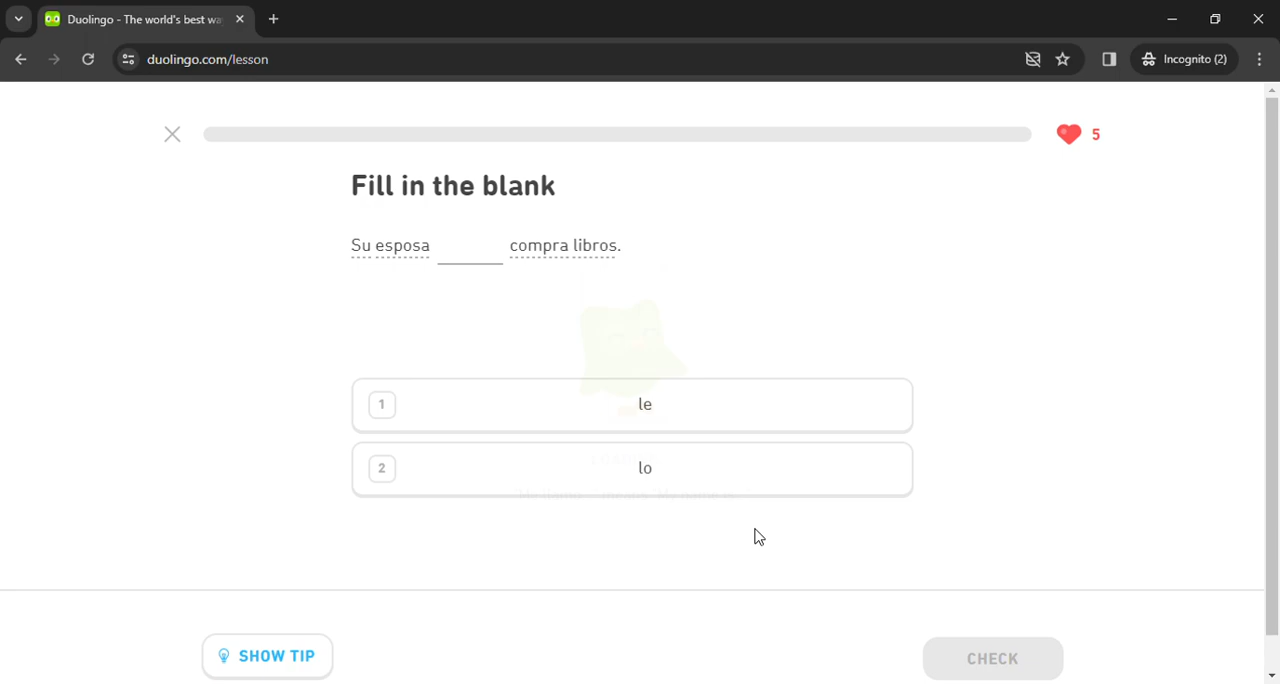 Duolingo - The world's best wa
duolingo.com/lesson
Incognito (2)
5
Fill in the blank
Su esposa compra libros.
1 le
2 lo
SHOW TIP
CHECK